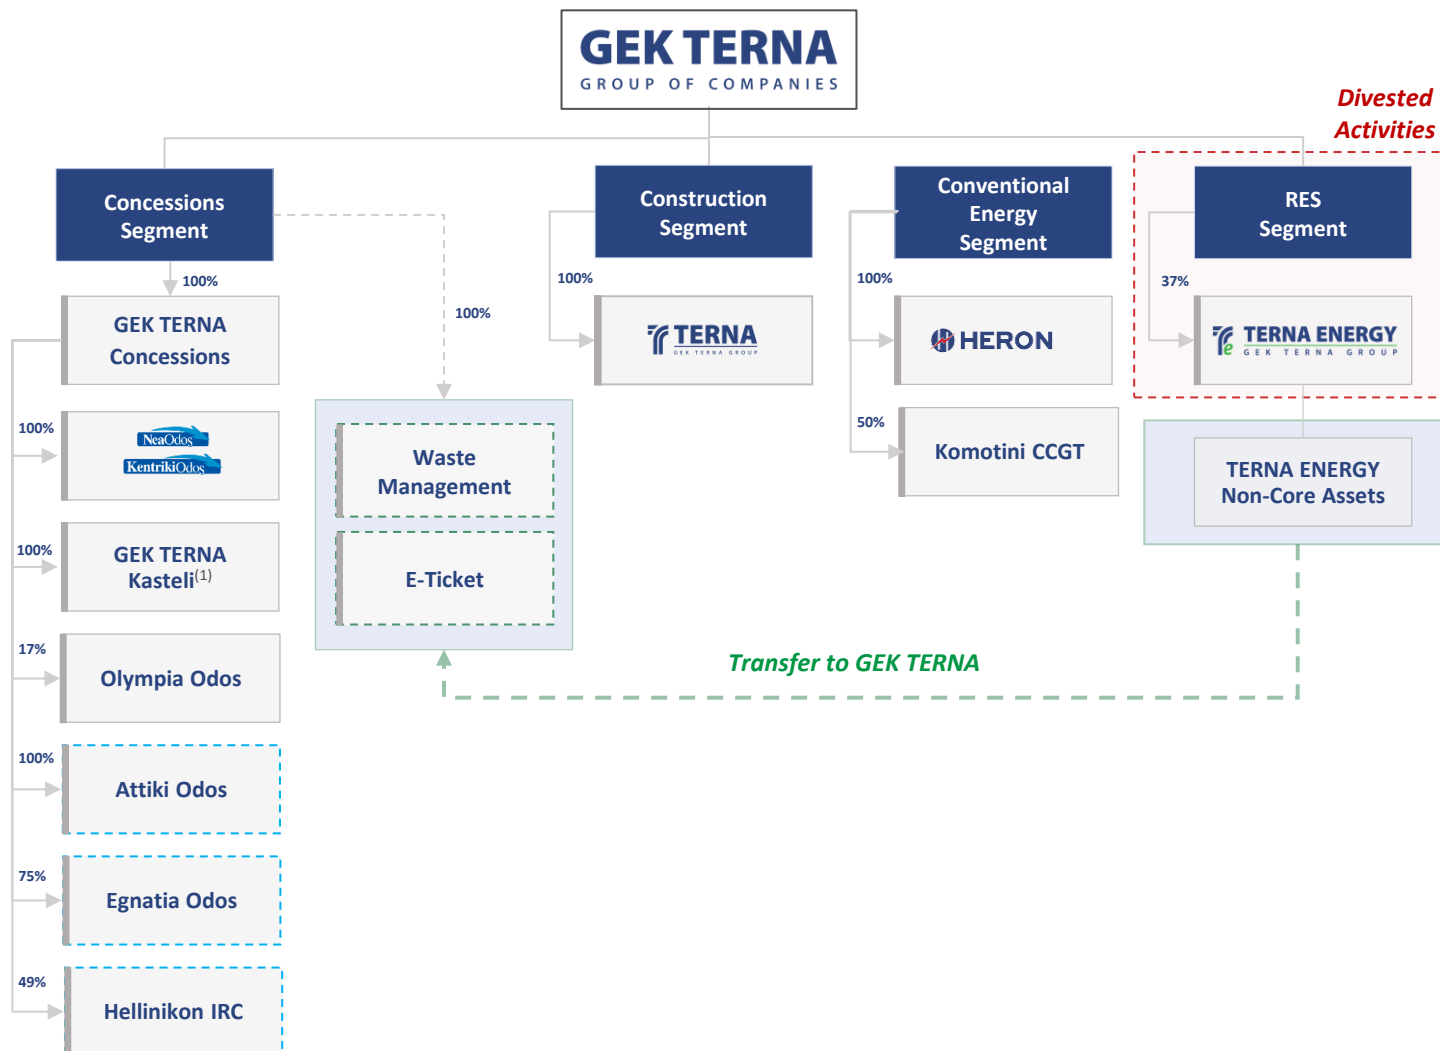 GEK TERNA
GROUP OF COMPANIES
Divested
Activities
Concessions
Segment
Construction
Segment
Conventional
Energy
Segment
RES
Segment
100%
100%
100%
100%
37%
GEK TERNA
Concessions
TERNA
GEK TERNA GROUP
HERON
TERNA ENERGY
GEK TERNA GROUP
100%
NeaOdos
KentrikiOdos
Waste
Management
50%
Komotini CCGT
TERNA ENERGY
Non-Core Assets
100%
GEK TERNA
Kasteli(1)
E-Ticket
17%
Olympia Odos
Transfer to GEK TERNA
100%
Attiki Odos
75%
Egnatia Odos
49%
Hellinikon IRC